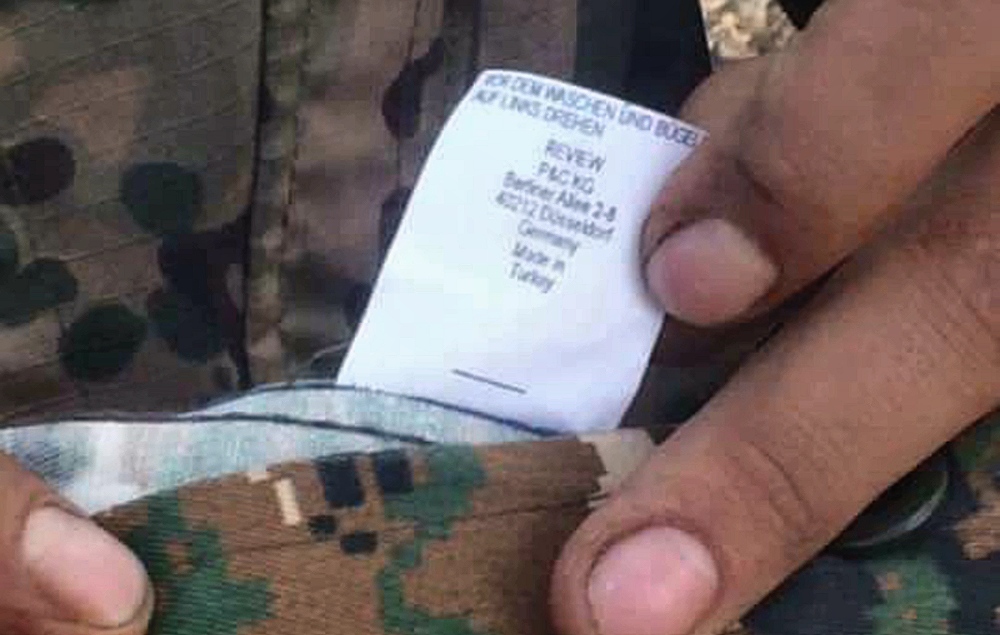 VOR DEM WASCHEN UND BÜGEL
AUF LINKS DREHEN
REVIEW
P&C KG
Berliner Allee 2-8
40212 Düsseldorf
Germany
Made in
Turkey